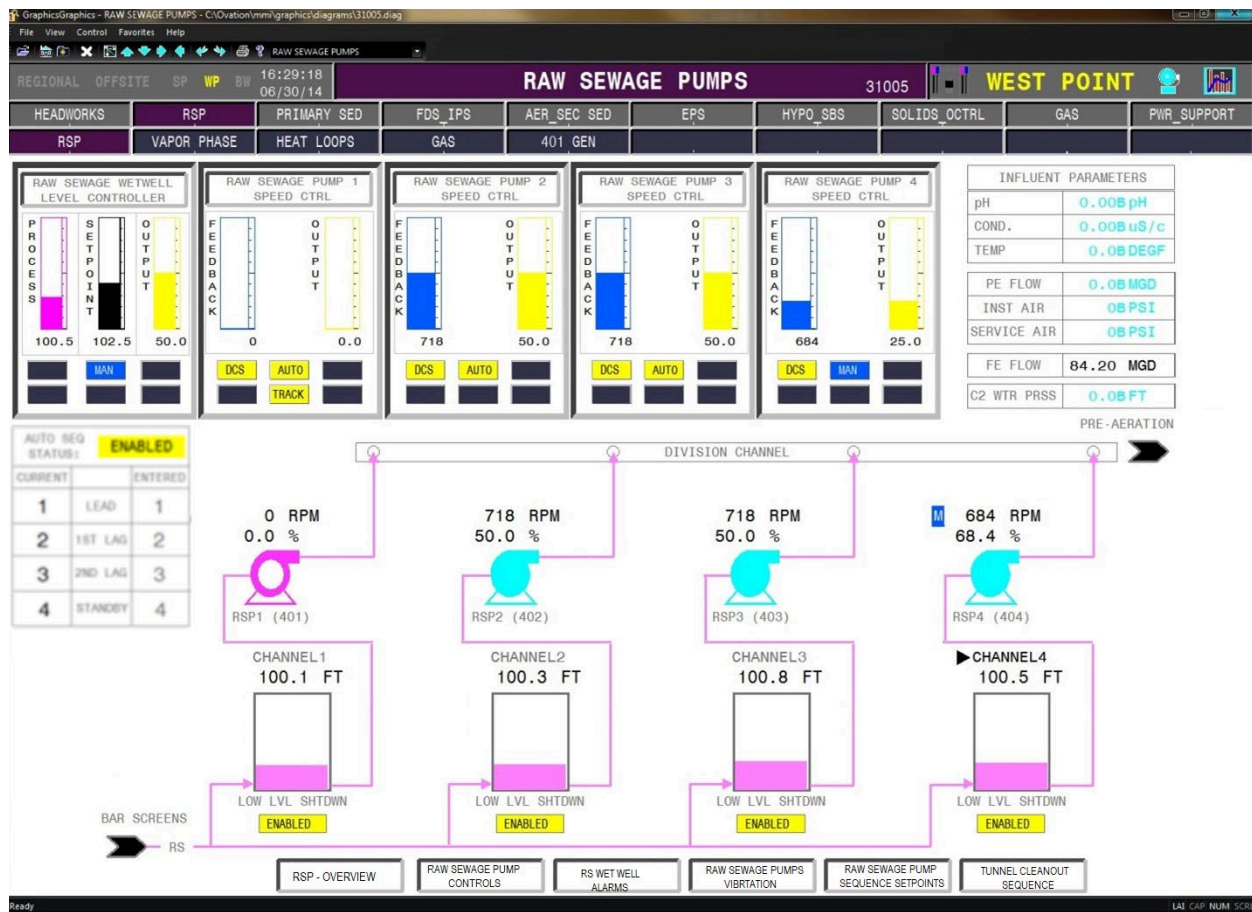 GraphicsGraphics - RAW SEWAGE PUMPS - C:\Ovation\mmi\graphics\diagrams\31005.diag
File View Control Favorites Help
RAW SEWAGE PUMPS
REGIONAL OFFSITE SP WP BW 16:29:18
06/30/14
RAW SEWAGE PUMPS 31005 WEST POINT
HEADWORKS RSP PRIMARY SED FDS_IPS AER_SEC SED EPS HYPO_SBS SOLIDS_OCTRL GAS PWR_SUPPORT
RSP VAPOR PHASE HEAT LOOPS GAS 401 GEN
RAW SEWAGE WETWELL
LEVEL CONTROLLER
PROCESS
SETPOINT
OUTPUT
100.5 102.5 50.0
MAN
RAW SEWAGE PUMP 1
SPEED CTRL
FEEDBACK
OUTPUT
0 0.0
DCS AUTO
TRACK
RAW SEWAGE PUMP 2
SPEED CTRL
FEEDBACK
OUTPUT
718 50.0
DCS AUTO
RAW SEWAGE PUMP 3
SPEED CTRL
FEEDBACK
OUTPUT
718 50.0
DCS AUTO
RAW SEWAGE PUMP 4
SPEED CTRL
FEEDBACK
OUTPUT
684 25.0
DCS MAN
INFLUENT PARAMETERS
pH 0.00B pH
COND. 0.00B uS/c
TEMP 0.0B DEGF
PE FLOW 0.0B MGD
INST AIR 0B PSI
SERVICE AIR 0B PSI
FE FLOW 84.20 MGD
C2 WTR PRSS 0.0B FT
PRE-AERATION
AUTO SEQ
STATUS: ENABLED
CURRENT ENTERED
1 LEAD 1
2 1ST LAG 2
3 2ND LAG 3
4 STANDBY 4
DIVISION CHANNEL
0 RPM
0.0 %
RSP1 (401)
718 RPM
50.0 %
RSP2 (402)
718 RPM
50.0 %
RSP3 (403)
M 684 RPM
68.4 %
RSP4 (404)
CHANNEL1
100.1 FT
LOW LVL SHTDWN
ENABLED
CHANNEL2
100.3 FT
LOW LVL SHTDWN
ENABLED
CHANNEL3
100.8 FT
LOW LVL SHTDWN
ENABLED
CHANNEL4
100.5 FT
LOW LVL SHTDWN
ENABLED
BAR SCREENS
RS
RSP - OVERVIEW
RAW SEWAGE PUMP
CONTROLS
RS WET WELL
ALARMS
RAW SEWAGE PUMPS
VIBRTATION
RAW SEWAGE PUMP
SEQUENCE SETPOINTS
TUNNEL CLEANOUT
SEQUENCE
Ready LAI CAP NUM SCRI